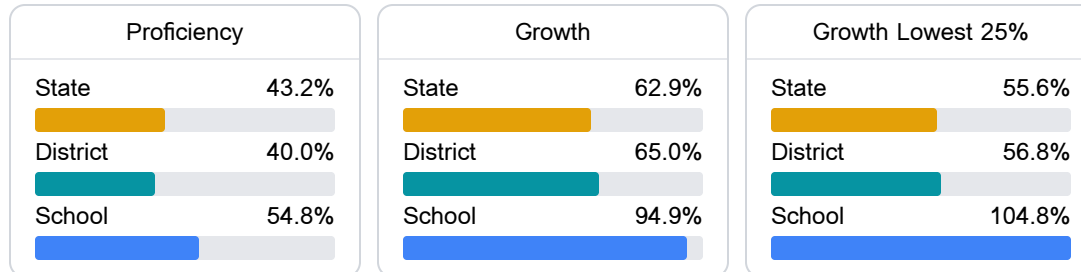 Proficiency
State 43.2%
District 40.0%
School 54.8%
Growth
State 62.9%
District 65.0%
School 94.9%
Growth Lowest 25%
State 55.6%
District 56.8%
School 104.8%